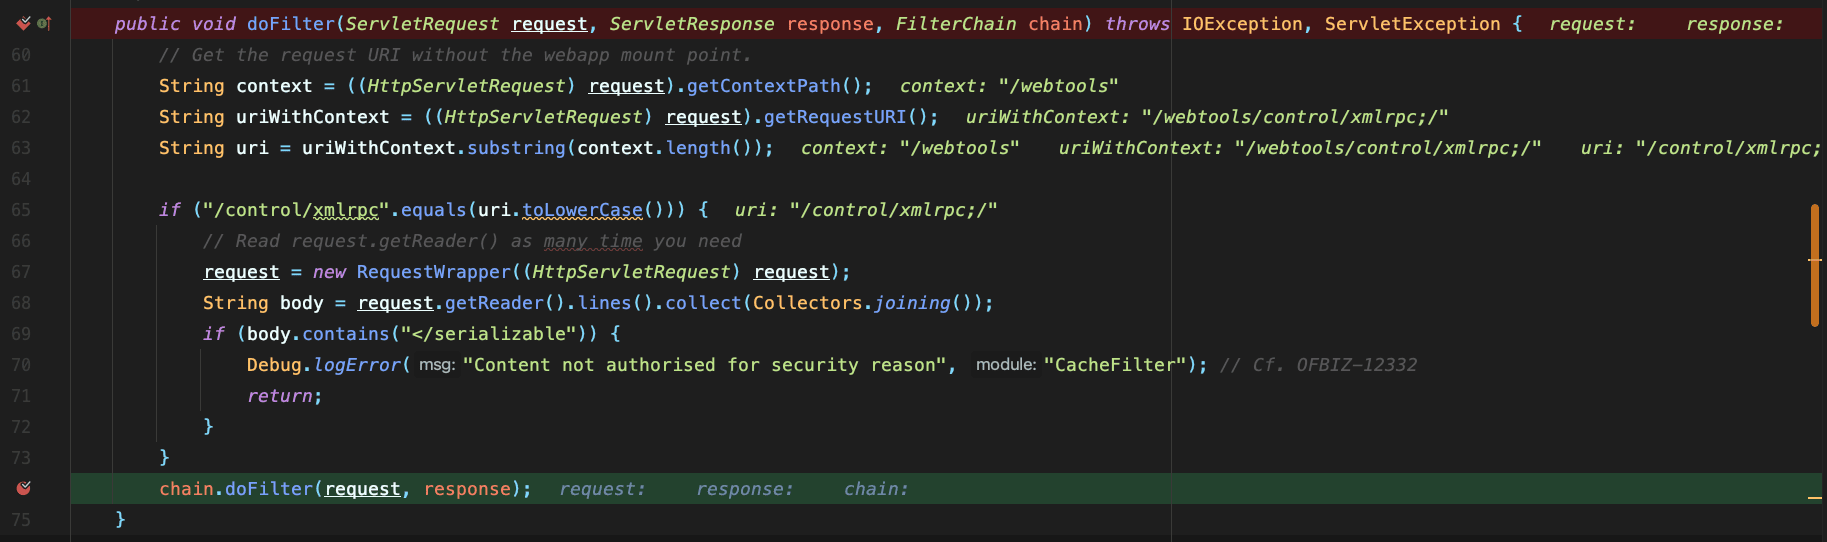 public void doFilter(ServletRequest request, ServletResponse response, FilterChain chain) throws IOException, ServletException {  request:    response:
60 // Get the request URI without the webapp mount point.
61 String context = ((HttpServletRequest) request).getContextPath();  context: "/webtools"
62 String uriWithContext = ((HttpServletRequest) request).getRequestURI();  uriWithContext: "/webtools/control/xmlrpc;/"
63 String uri = uriWithContext.substring(context.length());  context: "/webtools"   uriWithContext: "/webtools/control/xmlrpc;/"   uri: "/control/xmlrpc;
64
65 if ("/control/xmlrpc".equals(uri.toLowerCase())) {  uri: "/control/xmlrpc;/"
66 // Read request.getReader() as many time you need
67 request = new RequestWrapper((HttpServletRequest) request);
68 String body = request.getReader().lines().collect(Collectors.joining());
69 if (body.contains("</serializable")) {
70 Debug.logError( msg: "Content not authorised for security reason",  module: "CacheFilter"); // Cf. OFBIZ-12332
71 return;
72 }
73 }
chain.doFilter(request, response);  request:    response:    chain:
75 }